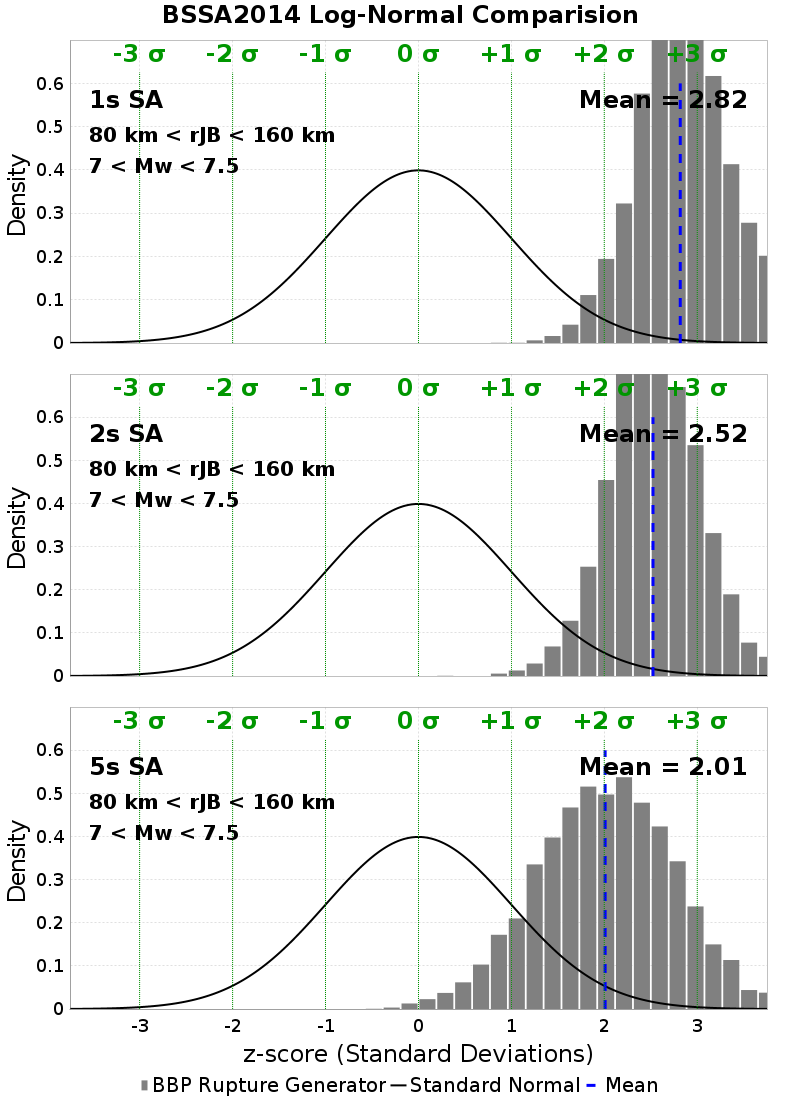 BSSA2014 Log-Normal Comparision
-3 σ -2 σ -1 σ 0 σ +1 σ +2 σ +3 σ
0.6
1s SA Mean = 2.82
0.5
80 km < rJB < 160 km
7 < Mw < 7.5
0.4
0.3
0.2
0.1
0
Density
-3 σ -2 σ -1 σ 0 σ +1 σ +2 σ +3 σ
0.6
2s SA Mean = 2.52
0.5
80 km < rJB < 160 km
7 < Mw < 7.5
0.4
0.3
0.2
0.1
0
Density
-3 σ -2 σ -1 σ 0 σ +1 σ +2 σ +3 σ
0.6
5s SA Mean = 2.01
0.5
80 km < rJB < 160 km
7 < Mw < 7.5
0.4
0.3
0.2
0.1
0
Density
-3 -2 -1 0 1 2 3
z-score (Standard Deviations)
BBP Rupture Generator Standard Normal Mean